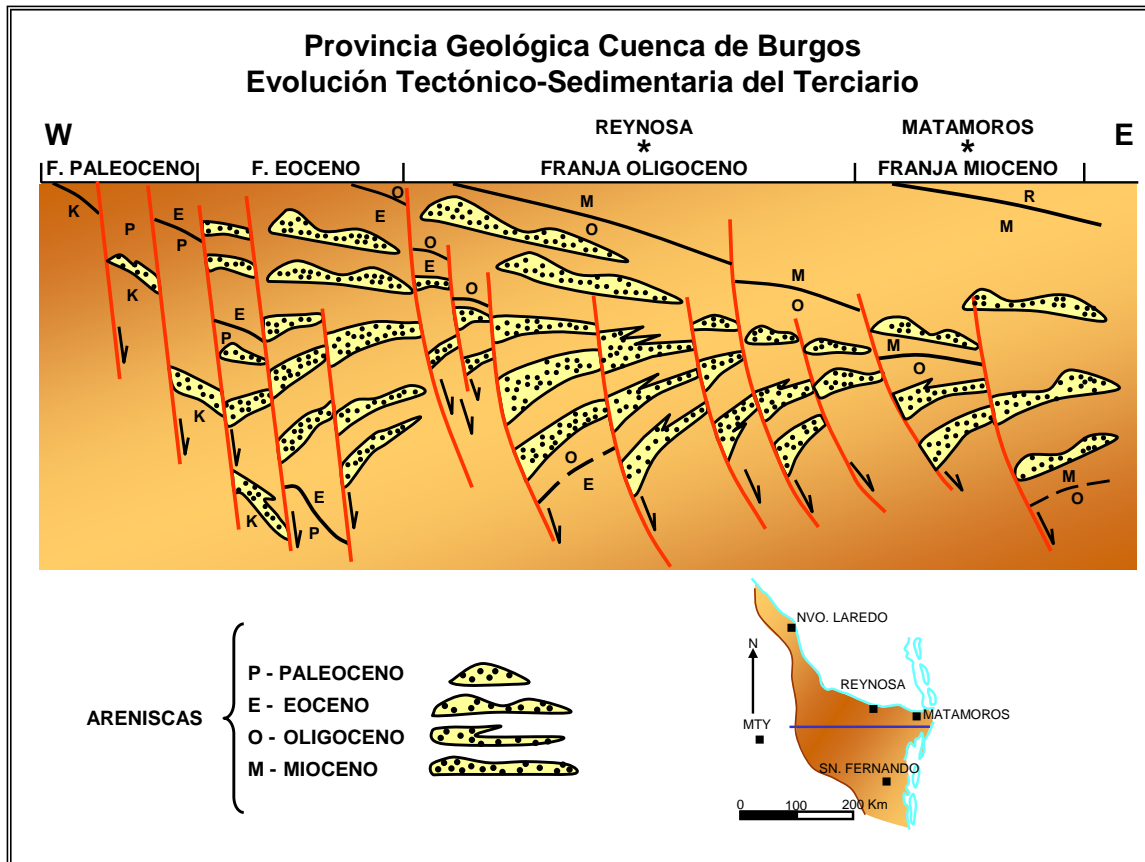 Provincia Geológica Cuenca de Burgos
Evolución Tectónico-Sedimentaria del Terciario
W
REYNOSA
MATAMOROS
E
*
*
F. PALEOCENO
F. EOCENO
FRANJA OLIGOCENO
FRANJA MIOCENO
K
P
E
P
K
O
E
M
O
R
M
O
E
O
M
O
E
P
K
M
O
O
E
K
E
P
M
O
ARENISCAS
P - PALEOCENO
E - EOCENO
O - OLIGOCENO
M - MIOCENO
NVO. LAREDO
N
REYNOSA
MTY
MATAMOROS
SN. FERNANDO
0 100 200 Km